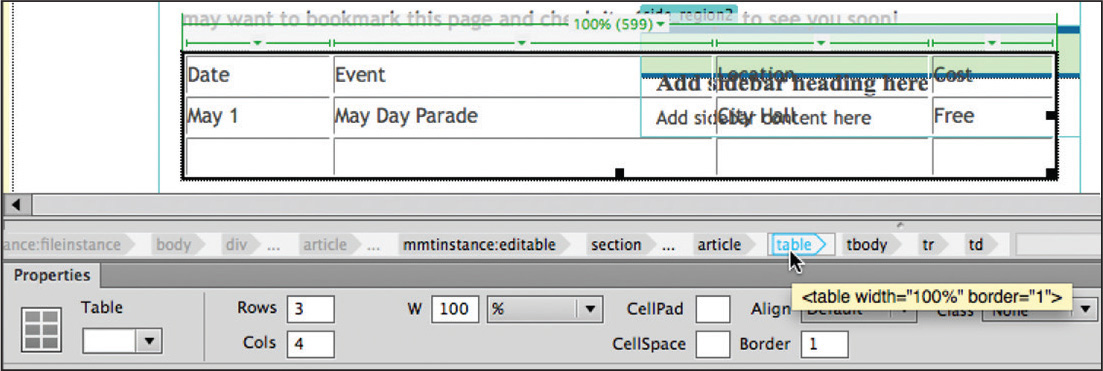 may want to bookmark this page and check to see you soon!
side_region2
100% (599)
Date Event Location Cost
Add sidebar heading here
May 1 May Day Parade City Hall Free
Add sidebar content here
ance:fileinstance body div ... article ... mmtinstance:editable section ... article table tbody tr td
Properties
<table width="100%" border="1">
Table Rows 3 W 100 % CellPad Align Default Class None
Cols 4 CellSpace Border 1